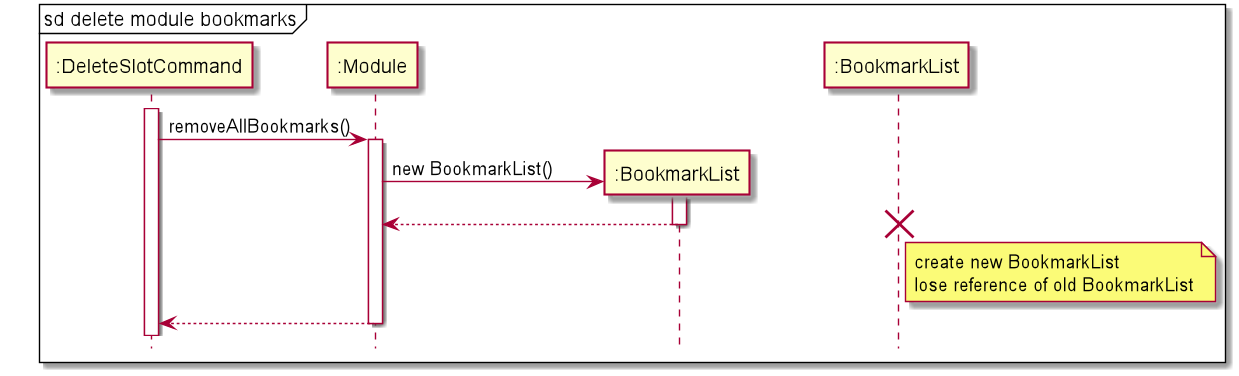 sd delete module bookmarks
:DeleteSlotCommand
:Module
:BookmarkList
removeAllBookmarks()
new BookmarkList()
:BookmarkList
create new BookmarkList
lose reference of old BookmarkList